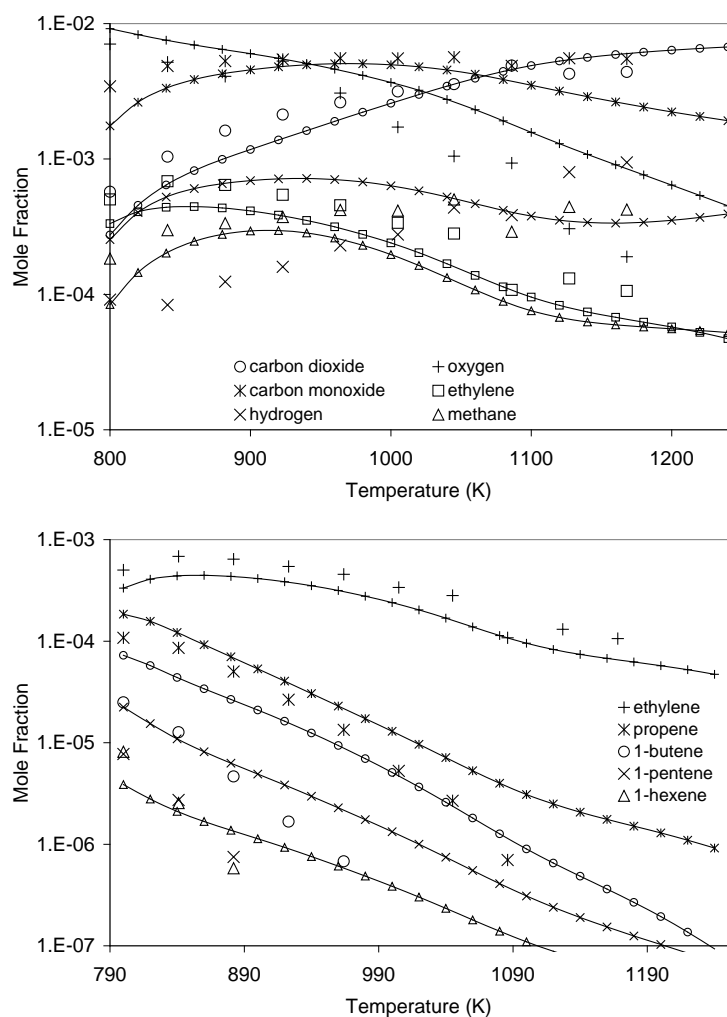 1.E-02
1.E-03
1.E-04
1.E-05
Mole Fraction
carbon dioxide
oxygen
carbon monoxide
ethylene
hydrogen
methane
800 900 1000 1100 1200
Temperature (K)
1.E-03
1.E-04
1.E-05
1.E-06
1.E-07
Mole Fraction
ethylene
propene
1-butene
1-pentene
1-hexene
790 890 990 1090 1190
Temperature (K)